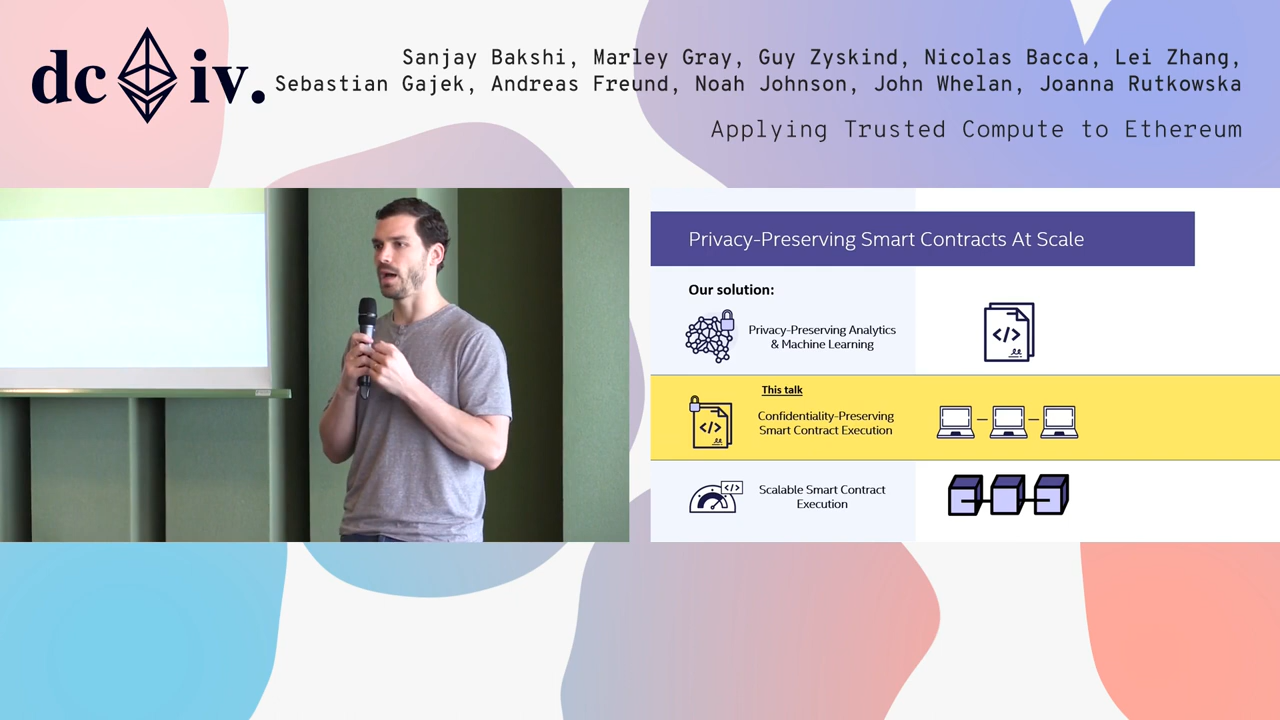 dc iv.
Sanjay Bakshi, Marley Gray, Guy Zyskind, Nicolas Bacca, Lei Zhang,
Sebastian Gajek, Andreas Freund, Noah Johnson, John Whelan, Joanna Rutkowska
Applying Trusted Compute to Ethereum
Privacy-Preserving Smart Contracts At Scale
Our solution:
Privacy-Preserving Analytics
& Machine Learning
</>
This talk
Confidentiality-Preserving
Smart Contract Execution
</>
Scalable Smart Contract
Execution
</>